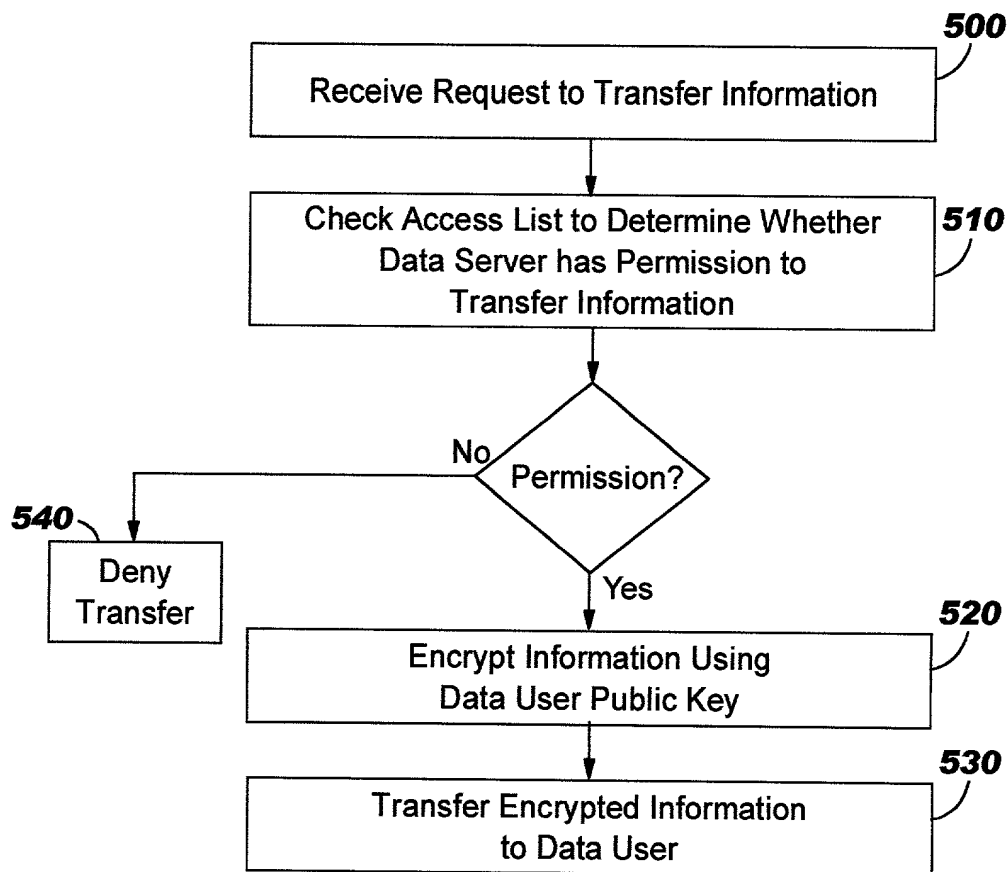 500
Receive Request to Transfer Information
510
Check Access List to Determine Whether
Data Server has Permission to
Transfer Information
No
Permission?
540
Deny
Transfer
Yes
520
Encrypt Information Using
Data User Public Key
530
Transfer Encrypted Information
to Data User